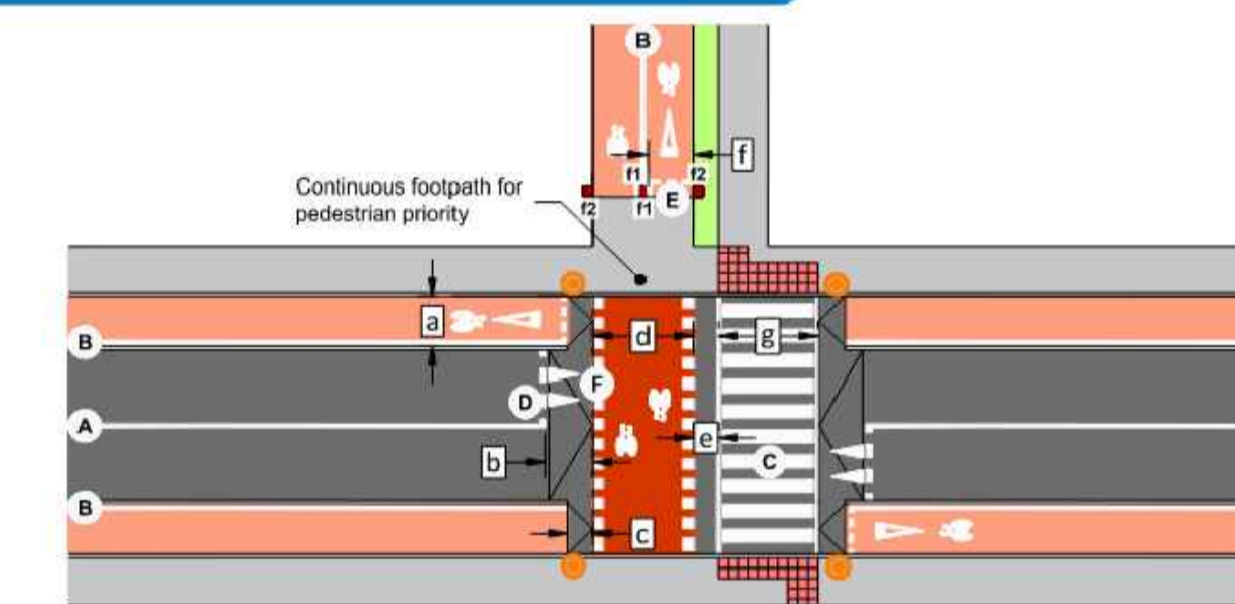 B
f
f1 f2
E
f2 f1
Continuous footpath for
pedestrian priority
a
d
g
B
F
D
A
e
b
C
B
c